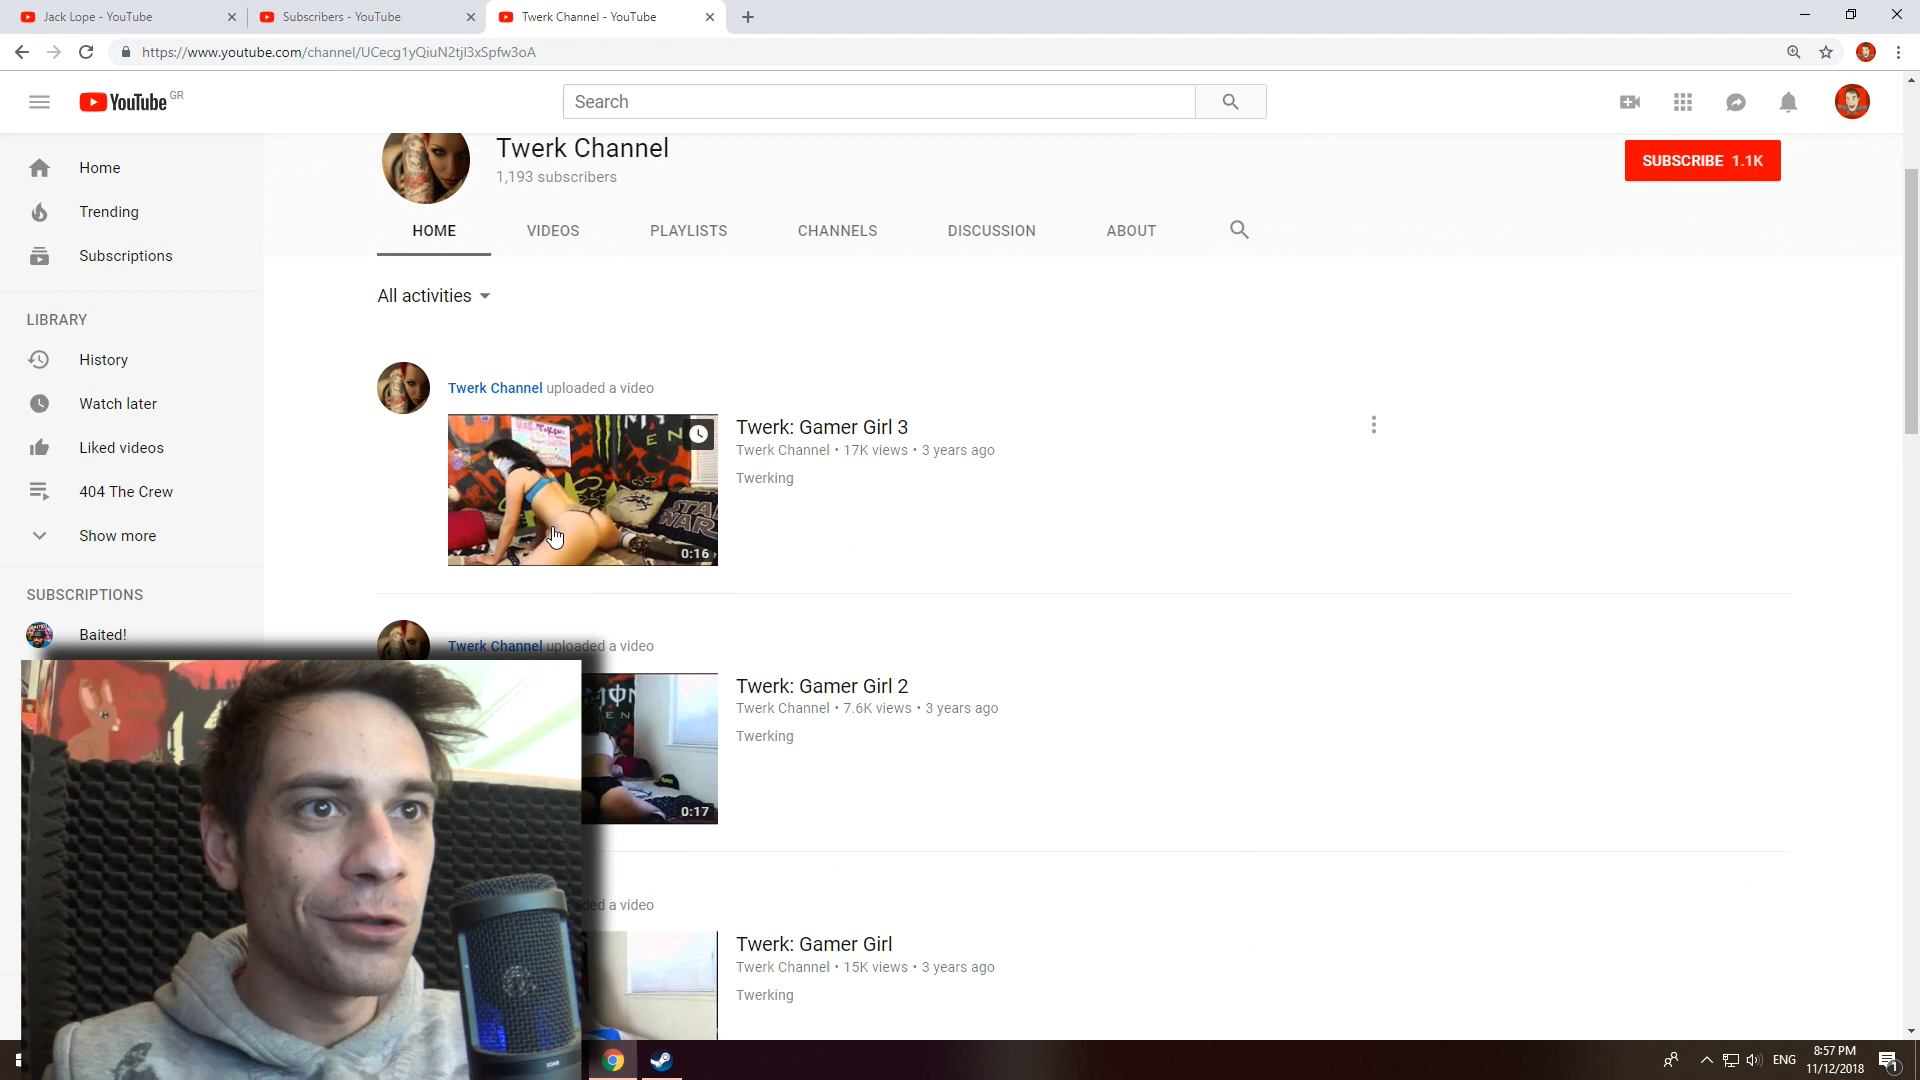 Jack Lope - YouTube
Subscribers - YouTube
Twerk Channel - YouTube
https://www.youtube.com/channel/UCecg1yQiuN2tjl3xSpfw3oA
YouTube GR
Search
Home
Trending
Subscriptions
LIBRARY
History
Watch later
Liked videos
404 The Crew
Show more
SUBSCRIPTIONS
Baited!
Twerk Channel
1,193 subscribers
SUBSCRIBE 1.1K
HOME
VIDEOS
PLAYLISTS
CHANNELS
DISCUSSION
ABOUT
All activities
Twerk Channel uploaded a video
STAR
WAR
0:16
Twerk: Gamer Girl 3
Twerk Channel • 17K views • 3 years ago
Twerking
Twerk Channel uploaded a video
0:17
Twerk: Gamer Girl 2
Twerk Channel • 7.6K views • 3 years ago
Twerking
a video
Twerk: Gamer Girl
Twerk Channel • 15K views • 3 years ago
Twerking
ENG
8:57 PM
11/12/2018
1